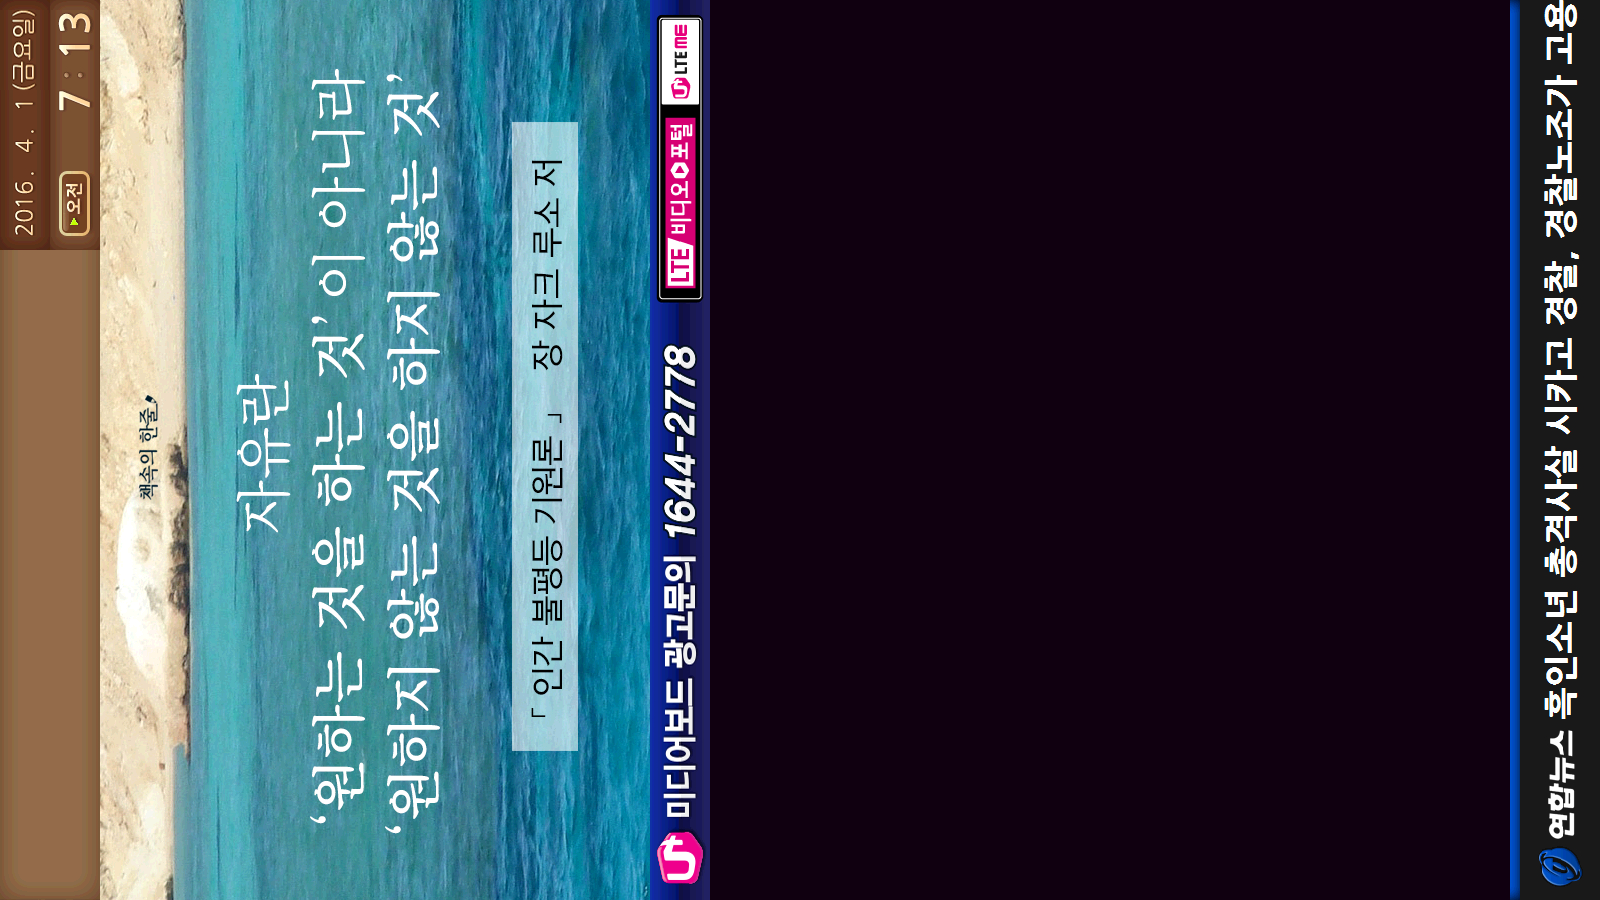 2016. 4. 1 (금요일)
▶오전 7:13
책속의 한줄
자유란
‘원하는 것을 하는 것’이 아니라
‘원하지 않는 것을 하지 않는 것’
「 인간 불평등 기원론 」 장 자크 루소 저
U+ 미디어보드 광고문의 1644-2778
LTE 비디오포털
U+ LTE ME
연합뉴스 흑인소년 총격사살 시카고 경찰, 경찰노조가 고용